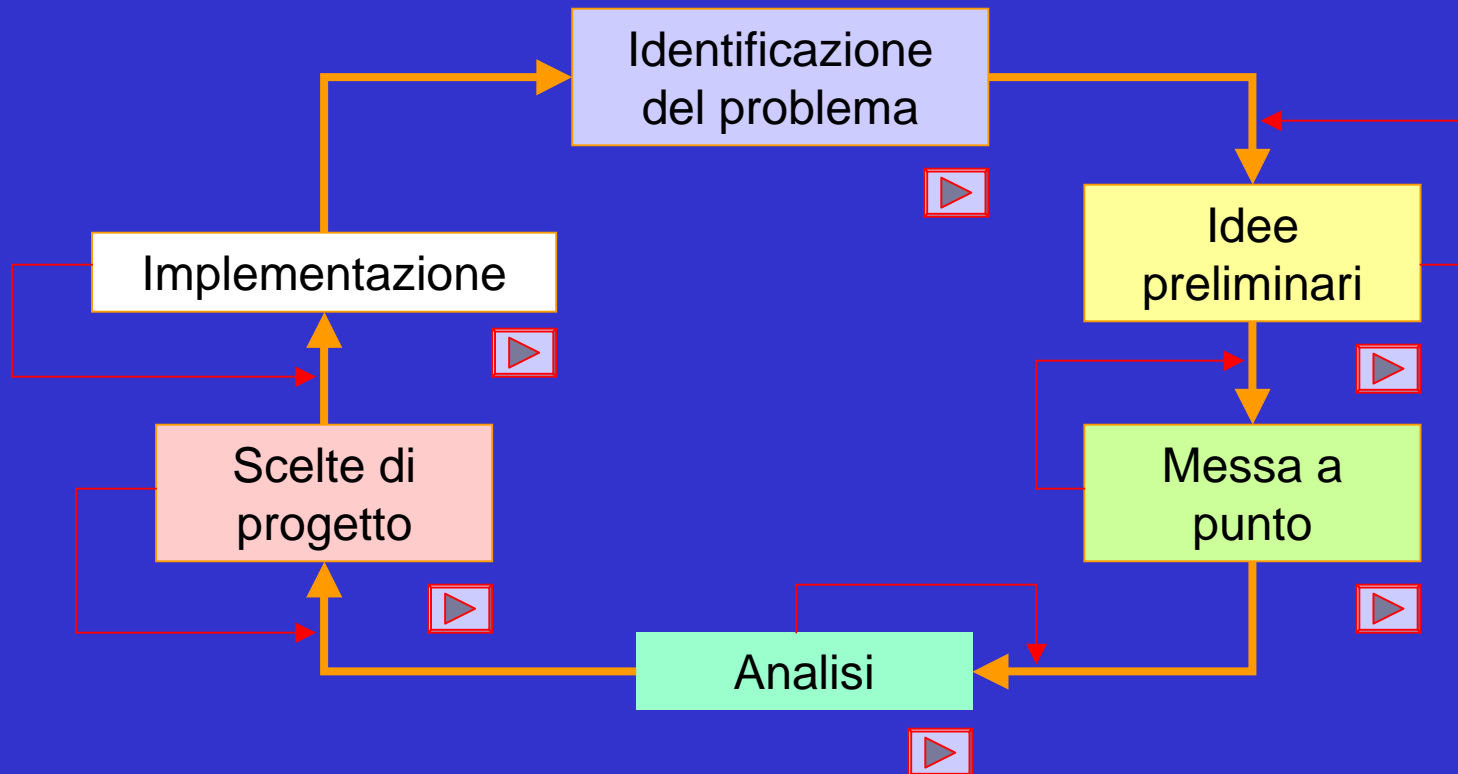 Identificazione
del problema
Idee
preliminari
Implementazione
Scelte di
progetto
Messa a
punto
Analisi